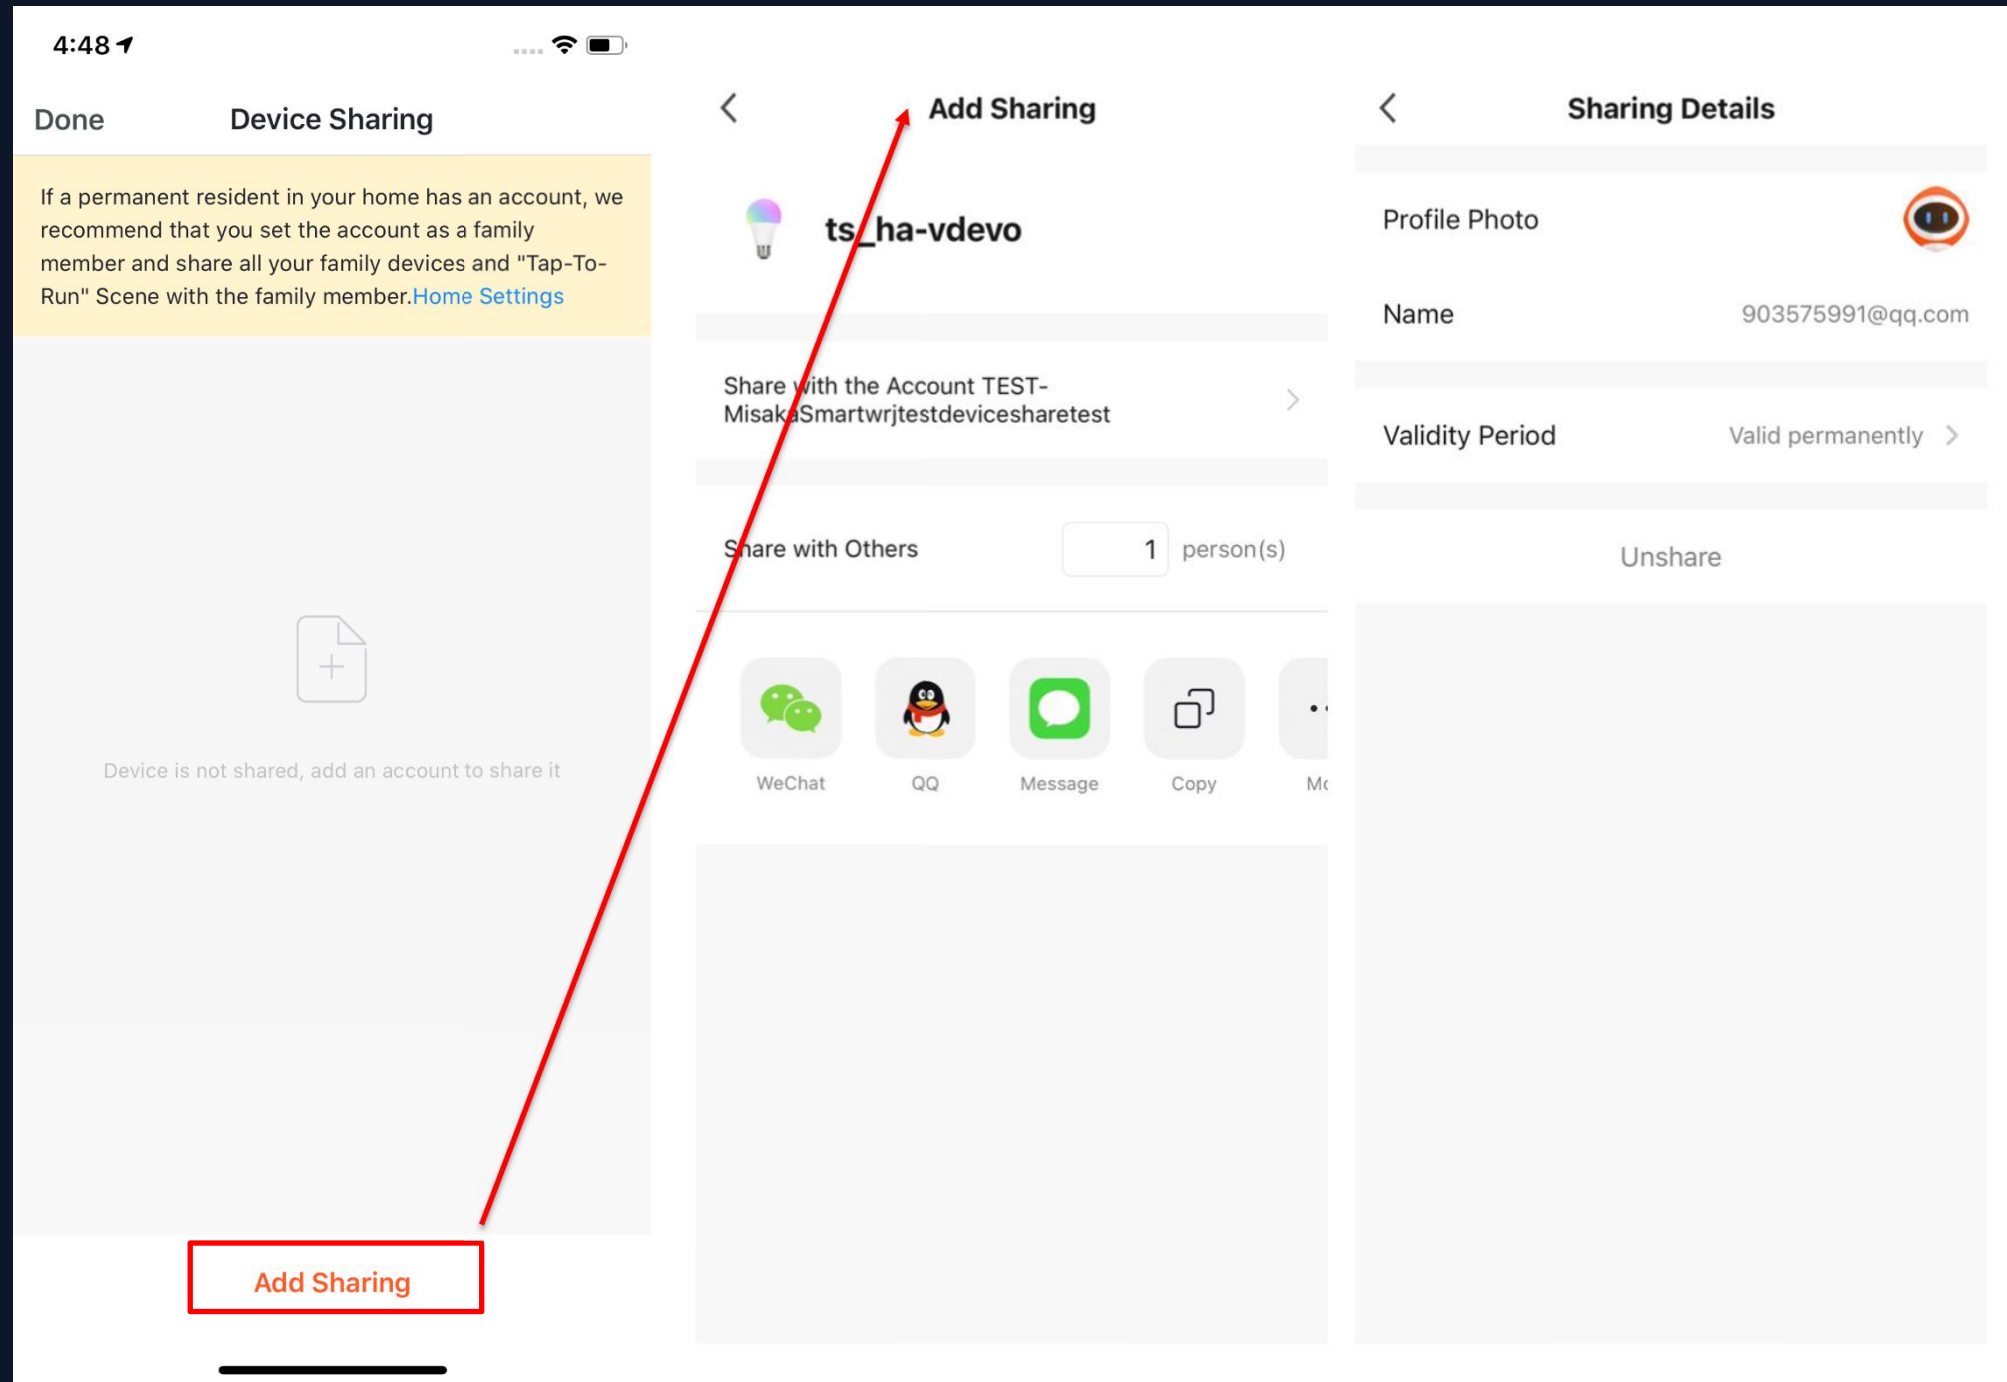 4:48
Done
Device Sharing
If a permanent resident in your home has an account, we
recommend that you set the account as a family
member and share all your family devices and "Tap-To-
Run" Scene with the family member.Home Settings
Device is not shared, add an account to share it
Add Sharing
Add Sharing
ts_ha-vdevo
Share with the Account TEST-
MisakaSmartwrjtestdevicesharetest
Share with Others
1 person(s)
WeChat
QQ
Message
Copy
Sharing Details
Profile Photo
Name
903575991@qq.com
Validity Period
Valid permanently
Unshare